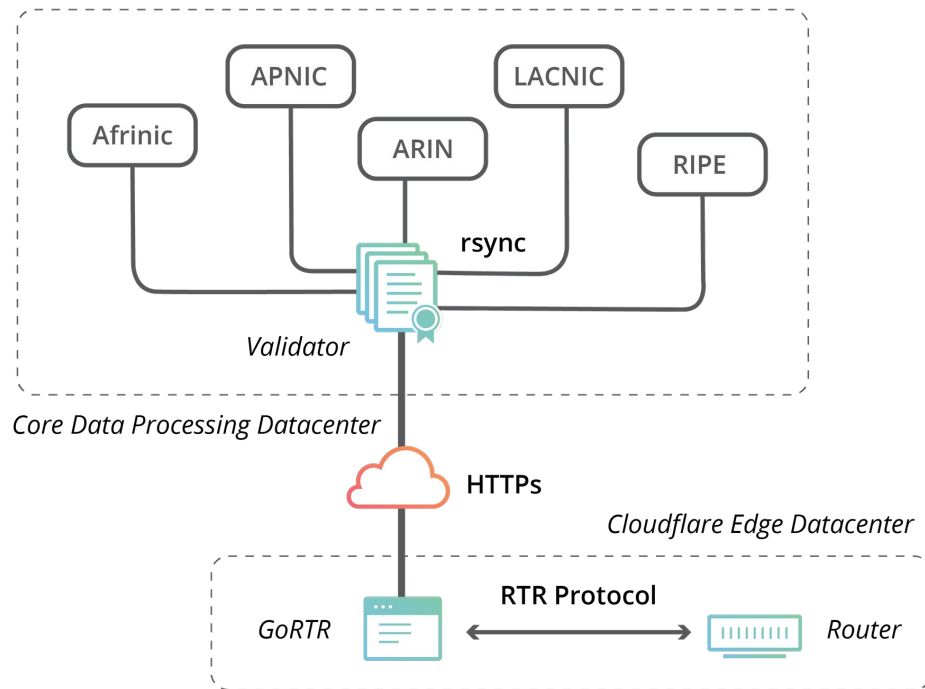 APNIC
LACNIC
Afrinic
ARIN
RIPE
rsync
Validator
Core Data Processing Datacenter
HTTPs
Cloudflare Edge Datacenter
RTR Protocol
GoRTR
Router